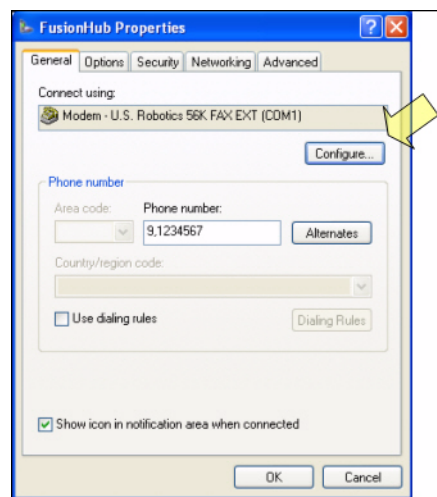 FusionHub Properties
General Options Security Networking Advanced
Connect using:
Modem - U.S. Robotics 56K FAX EXT (COM1)
Configure...
Phone number
Area code: Phone number:
9,1234567 Alternates
Country/region code:
Use dialing rules Dialing Rules
Show icon in notification area when connected
OK Cancel